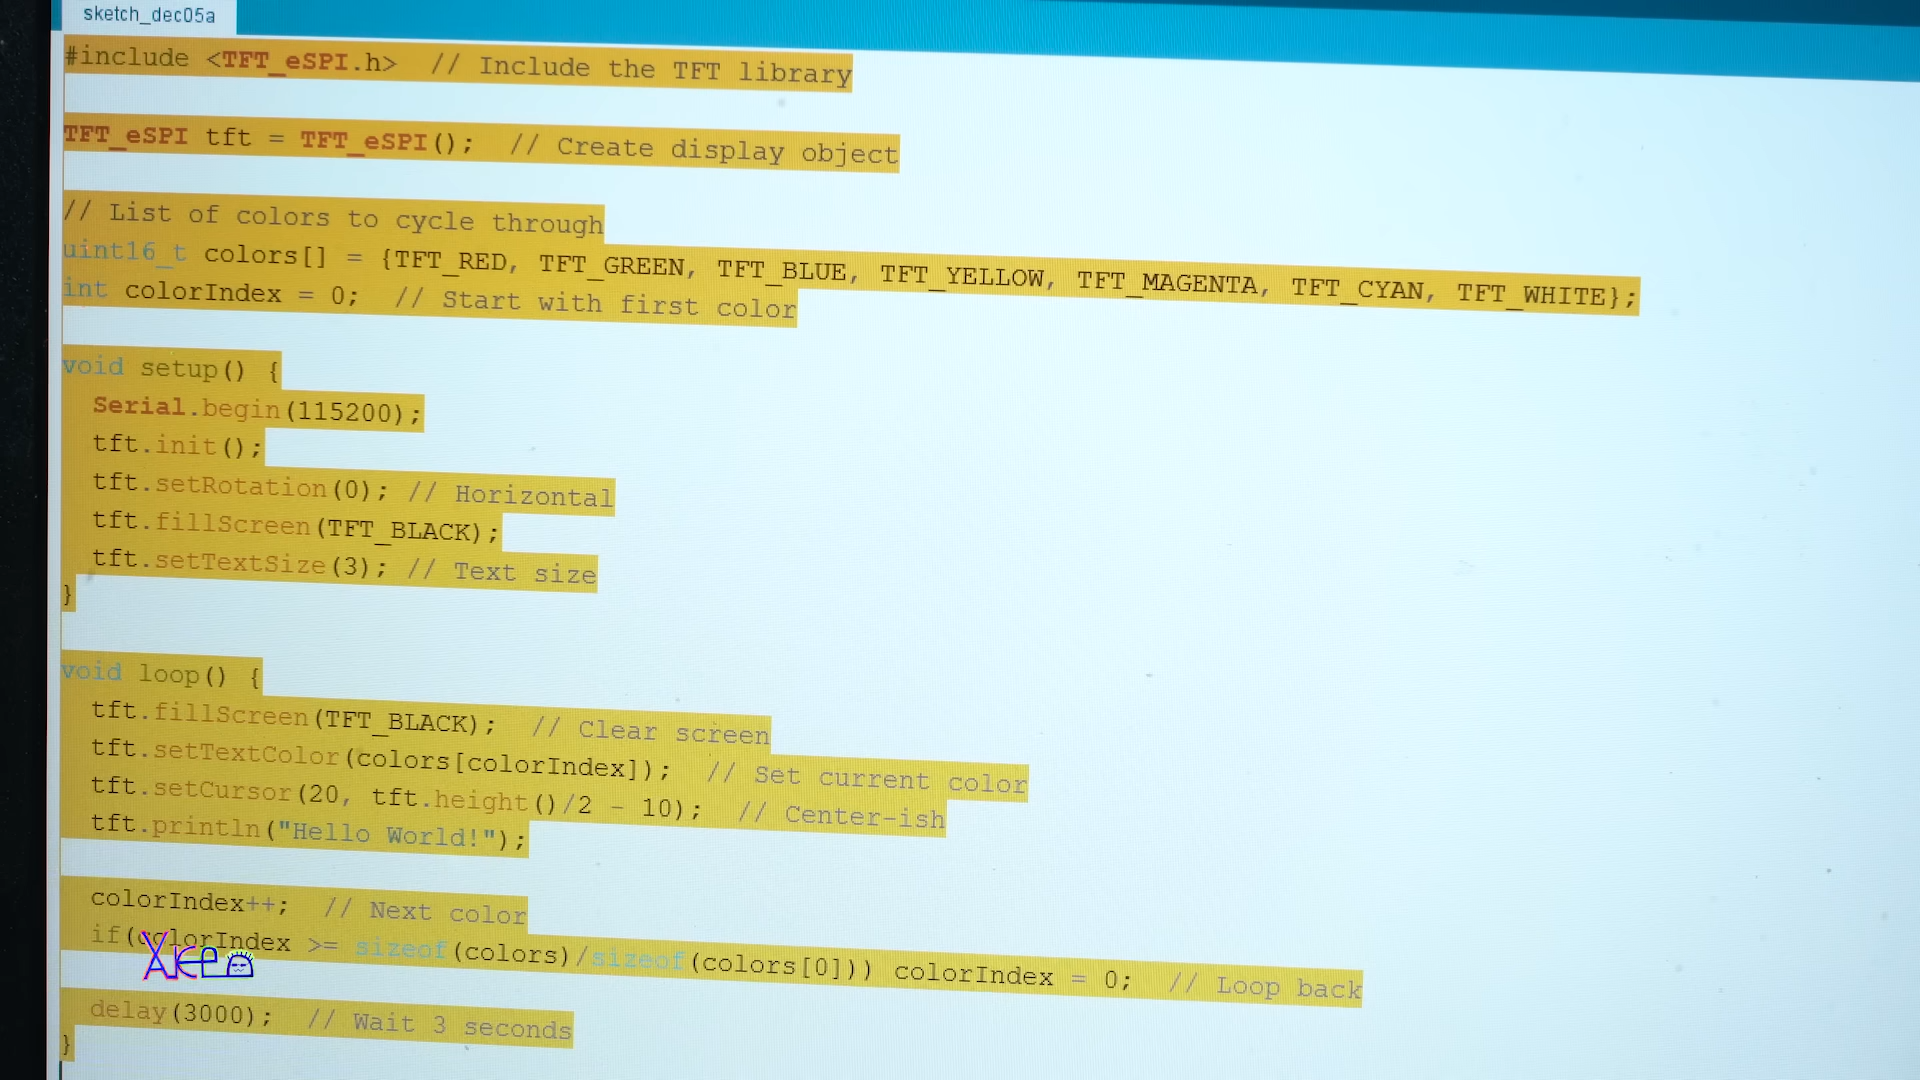 sketch_dec05a
#include <TFT_eSPI.h>  // Include the TFT library
TFT_eSPI tft = TFT_eSPI();  // Create display object
// List of colors to cycle through
uint16_t colors[] = {TFT_RED, TFT_GREEN, TFT_BLUE, TFT_YELLOW, TFT_MAGENTA, TFT_CYAN, TFT_WHITE};
int colorIndex = 0;  // Start with first color
void setup() {
  Serial.begin(115200);
  tft.init();
  tft.setRotation(0); // Horizontal
  tft.fillScreen(TFT_BLACK);
  tft.setTextSize(3); // Text size
}
void loop() {
  tft.fillScreen(TFT_BLACK);  // Clear screen
  tft.setTextColor(colors[colorIndex]);  // Set current color
  tft.setCursor(20, tft.height()/2 - 10);  // Center-ish
  tft.println("Hello World!");
  colorIndex++;  // Next color
  if(colorIndex >= sizeof(colors)/sizeof(colors[0])) colorIndex = 0;  // Loop back
  delay(3000);  // Wait 3 seconds
}